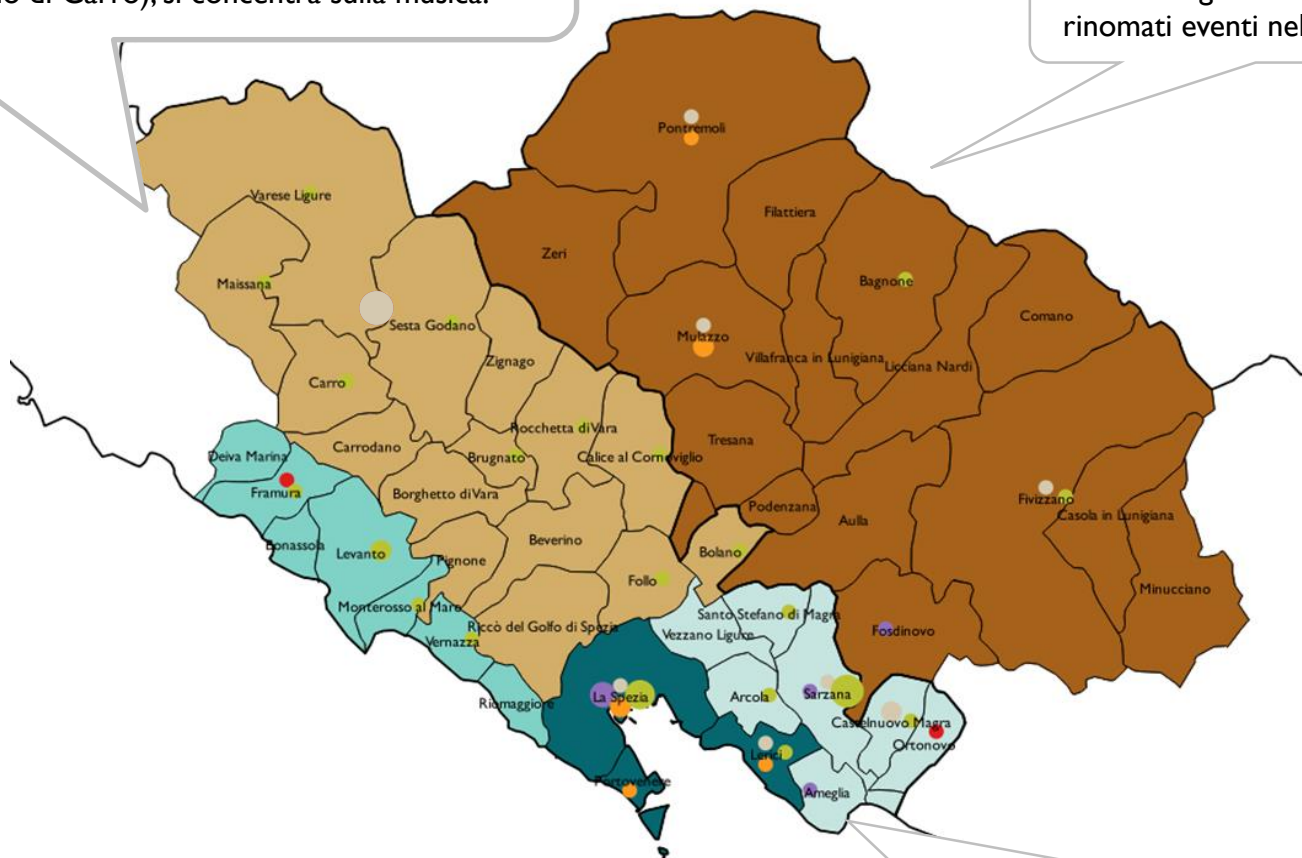 no di Carro), si concentra sulla musica.
rinomati eventi nel
Pontremoli
Varese Ligure
Filattiera
Zeri
Maissana
Bagnone
Sesta Godano
Mulazzo
Comano
Villafranca in Lunigiana
Licciana Nardi
Zignago
Carro
Rocchetta di Vara
Tresana
Carrodano
Deiva Marina
Brugnato
Calice al Cornoviglio
Framura
Borghetto di Vara
Podenzana
Fivizzano
Aulla
Casola in Lunigiana
Bonassola
Levanto
Beverino
Bolano
Pignone
Follo
Minucciano
Monterosso al Mare
Santo Stefano di Magra
Vernazza
Riccò del Golfo di Spezia
Vezzano Ligure
Fosdinovo
Riomaggiore
La Spezia
Arcola
Sarzana
Castelnuovo Magra
Ortonovo
Lerici
Portovenere
Ameglia